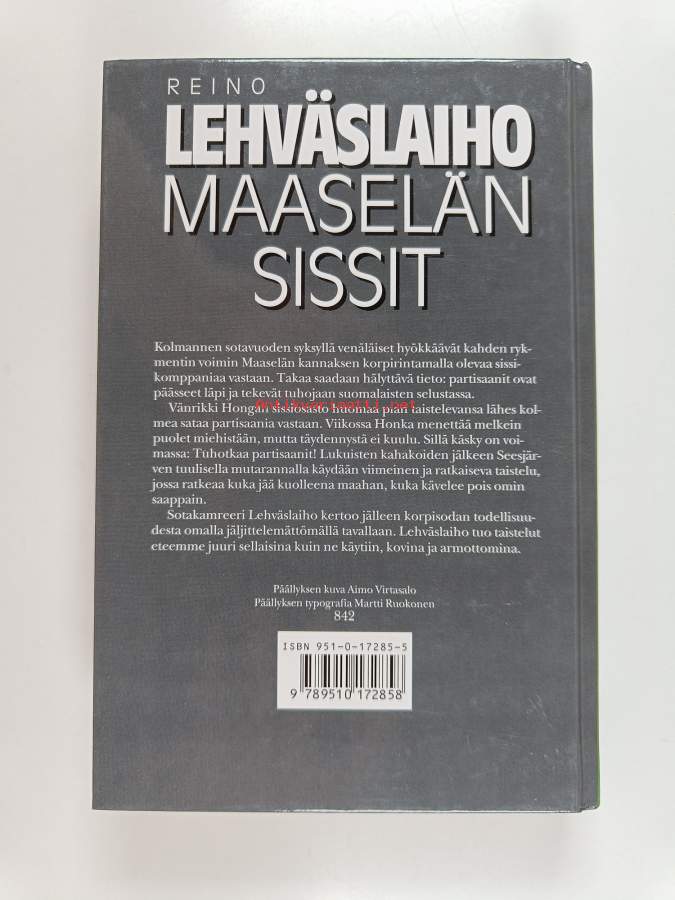 REINO
LEHVÄSLAIHO
MAASELÄN
SISSIT
Kolmannen sotavuoden syksyllä venäläiset hyökkäävät kahden ryk-
mentin voimin Maaselän kannaksen korpirintamalla olevaa sissi-
komppaniaa vastaan. Takaa saadaan hälyttävä tieto: partisaanit ovat
päässeet läpi ja tekevät tuhojaan suomalaisten selustassa.
Vänrikki Hongan sissiosasto huomaa pian taistelevansa lähes kol-
mea sataa partisaania vastaan. Viikossa Honka menettää melkein
puolet miehistään, mutta täydennystä ei kuulu. Sillä käsky on voi-
massa: Tuhotkaa partisaanit! Lukuisten kahakoiden jälkeen Seesjär-
ven tuulisella mutarannalla käydään viimeinen ja ratkaiseva taistelu,
jossa ratkeaa kuka jää kuolleena maahan, kuka kävelee pois omin
saappain.
Sotakamreeri Lehväslaiho kertoo jälleen korpisodan todellisuu-
desta omalla jäljittelemättömällä tavallaan. Lehväslaiho tuo taistelut
eteemme juuri sellaisina kuin ne käytiin, kovina ja armottomina.
Päällyksen kuva Aimo Virtasalo
Päällyksen typografia Martti Ruokonen
842
ISBN 951-0-17285-5
9 789510 172858
Antikvariaatti.net